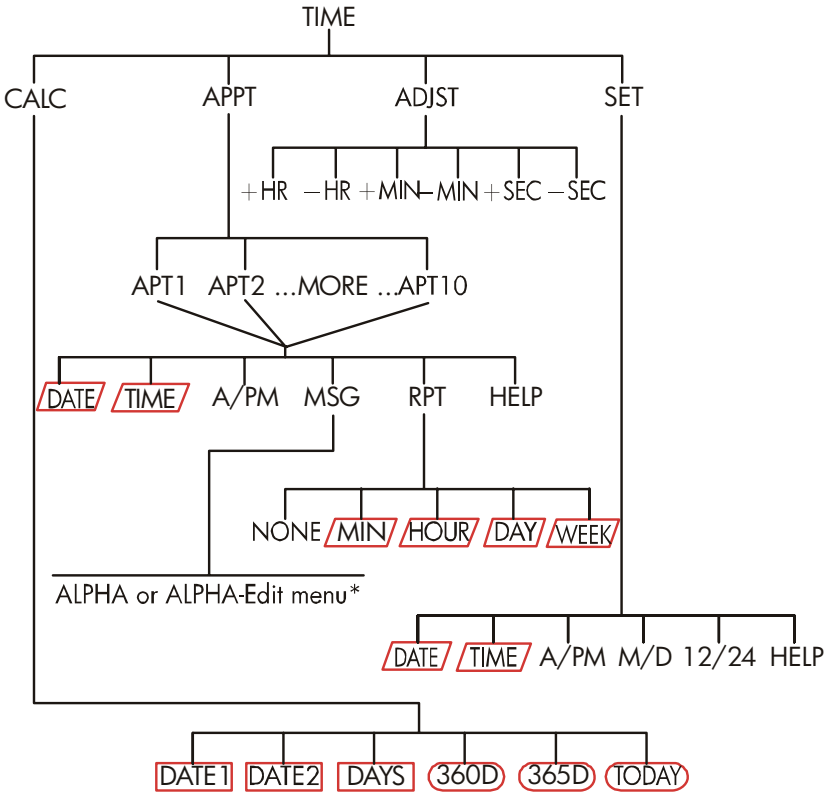 TIME
CALC APPT ADJST SET
+HR –HR +MIN –MIN +SEC –SEC
APT1 APT2 ...MORE ...APT10
DATE TIME A/PM MSG RPT HELP
NONE MIN HOUR DAY WEEK
ALPHA or ALPHA-Edit menu*
DATE TIME A/PM M/D 12/24 HELP
DATE1 DATE2 DAYS 360D 365D TODAY